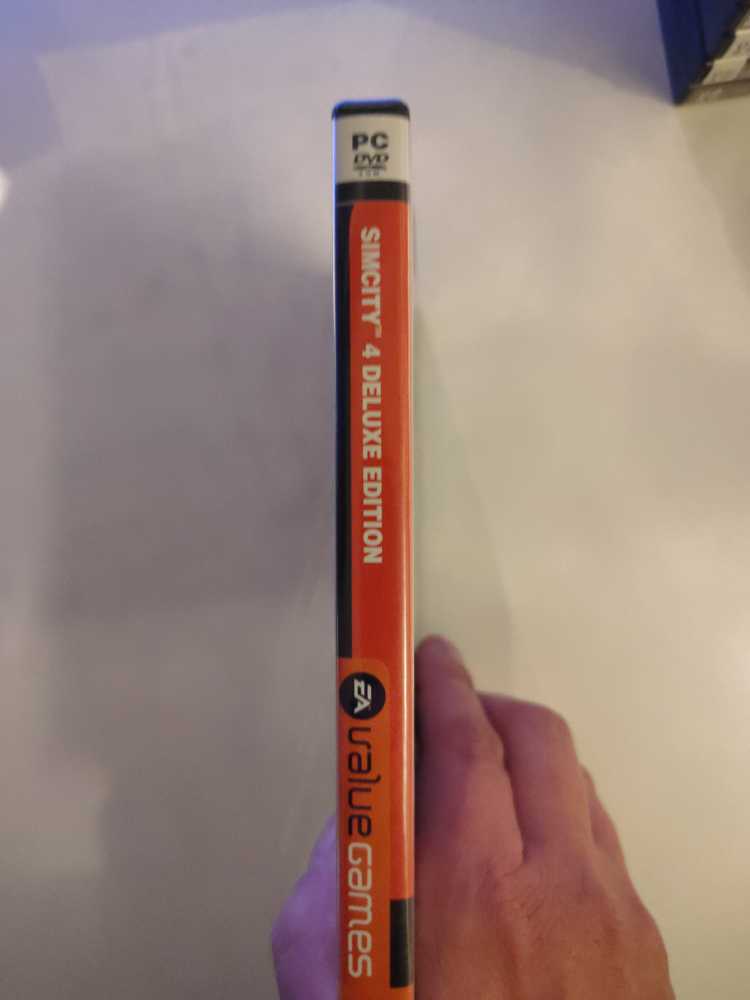 PC
DVD
ROM
SIMCITY™ 4 DELUXE EDITION
EA
value GAMES